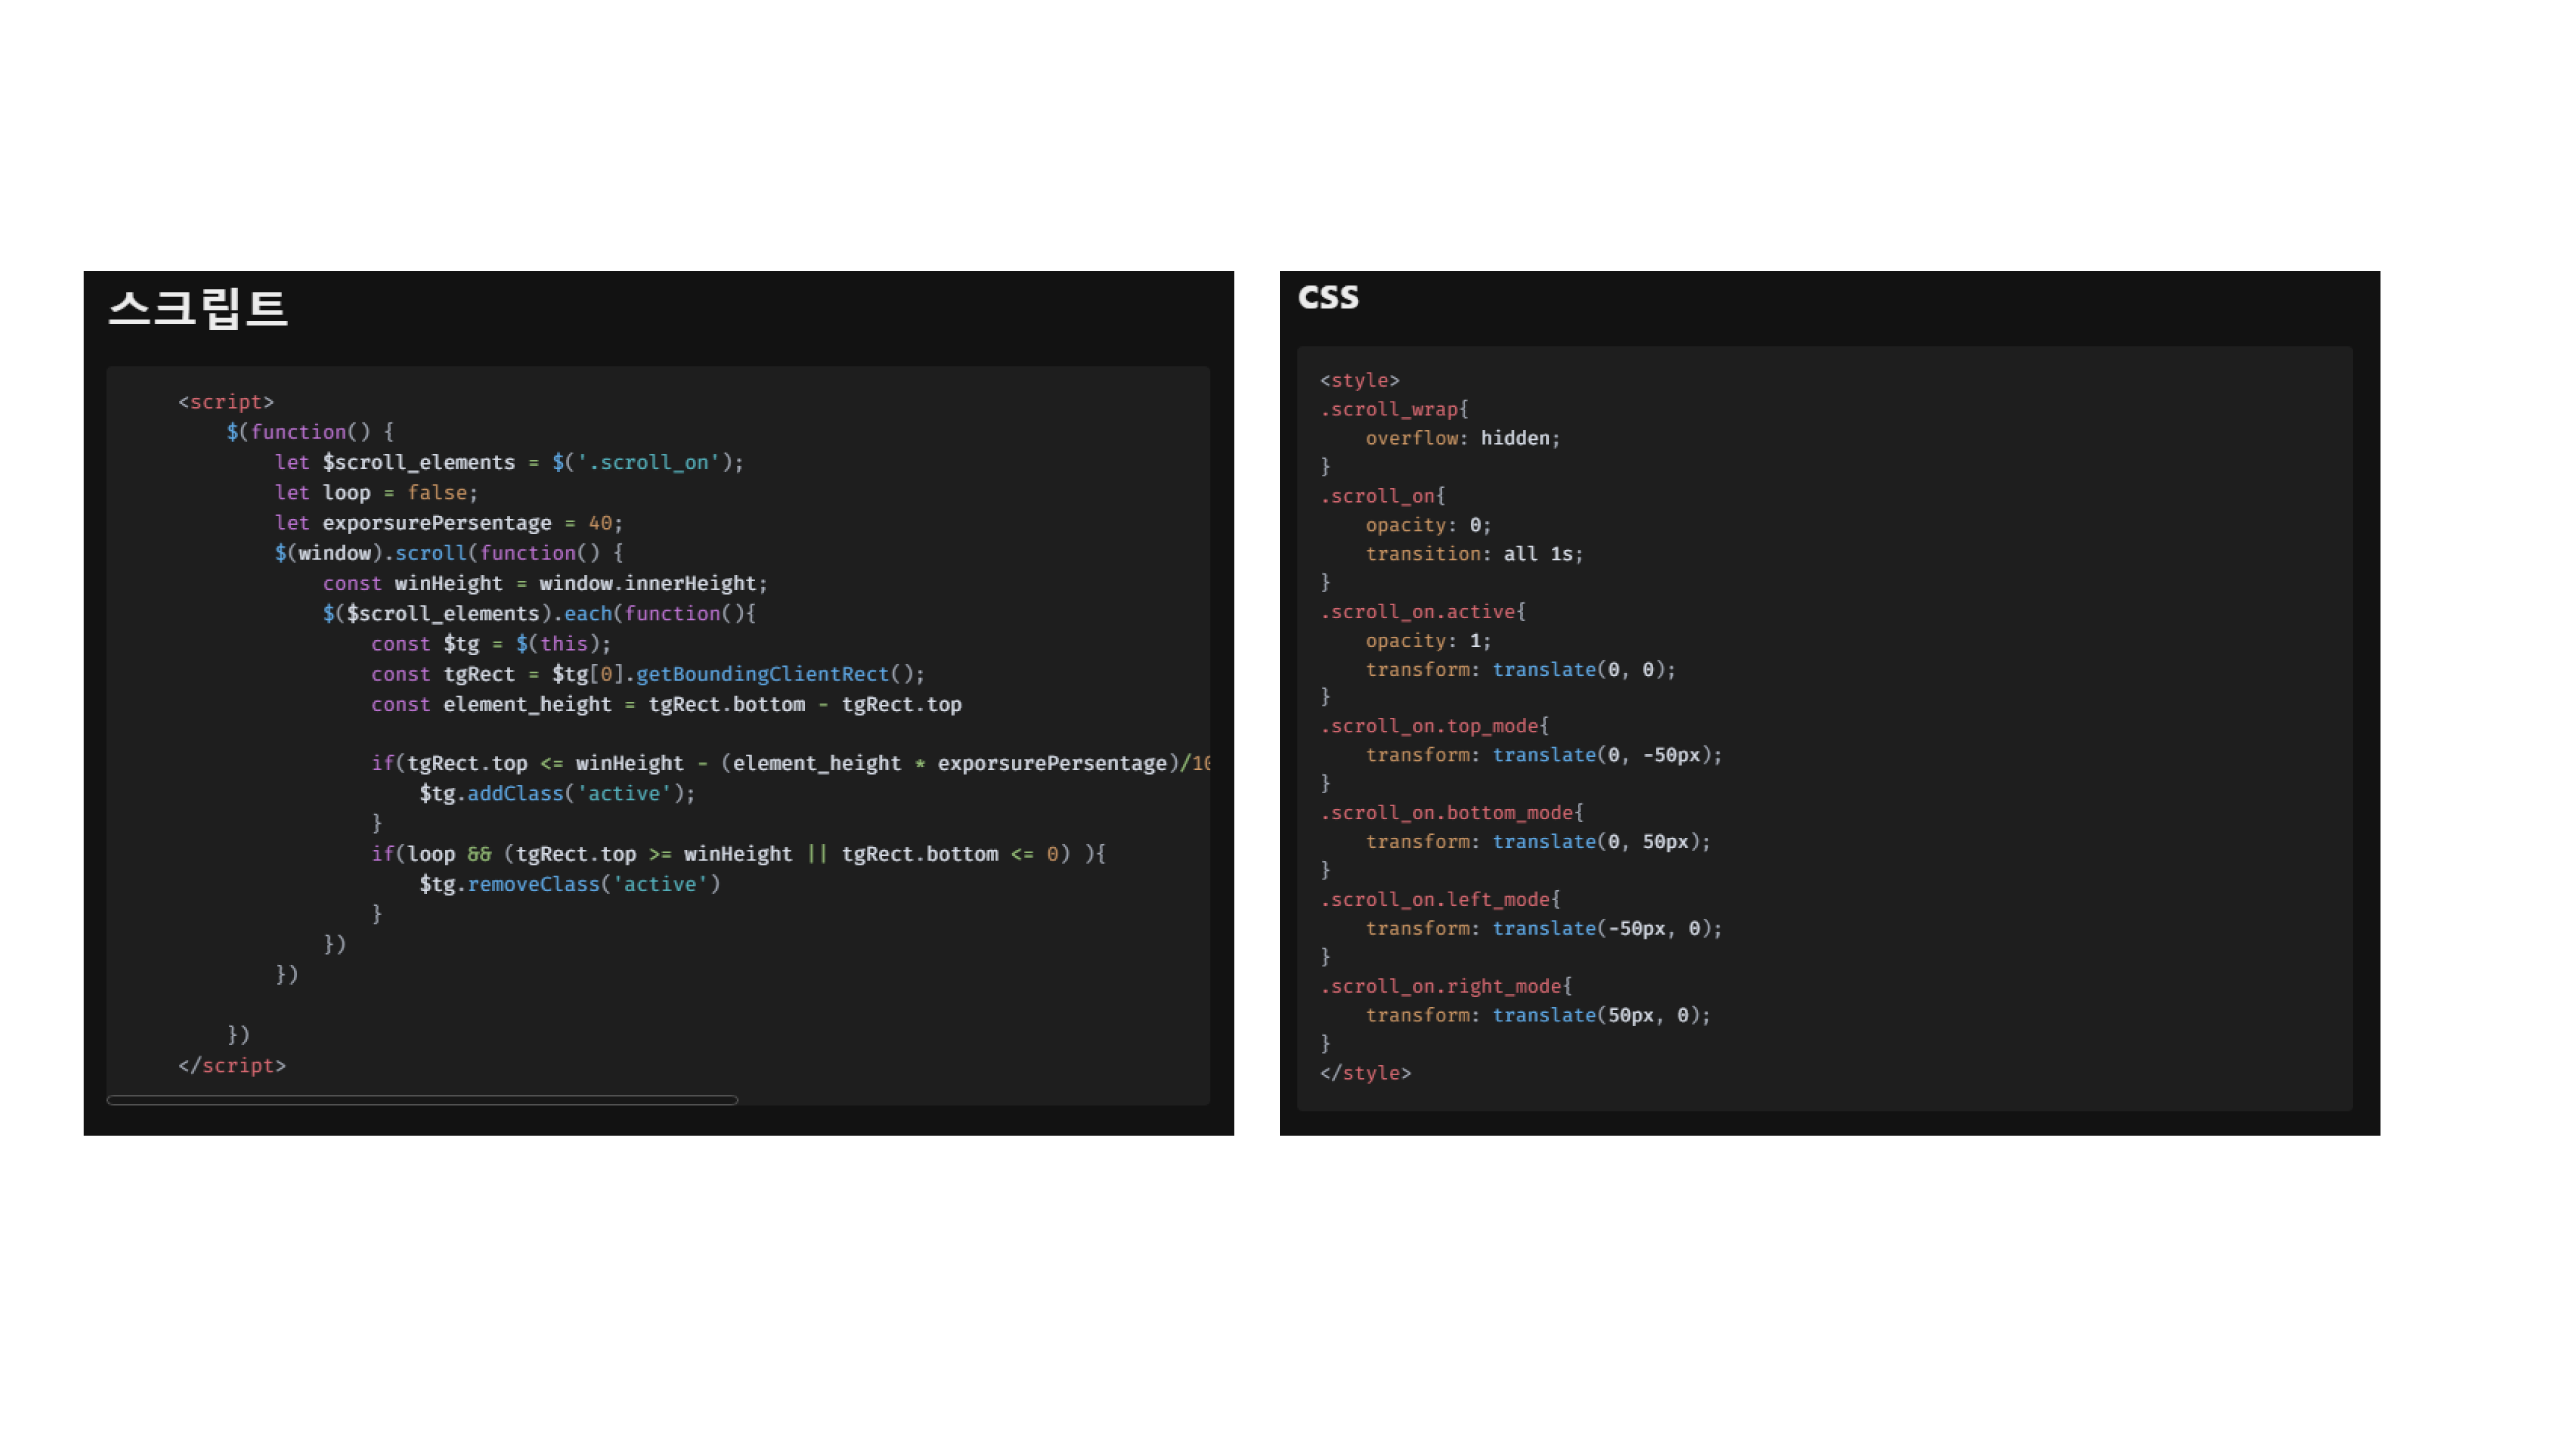 스크립트
<script>
$(function() {
let $scroll_elements = $('.scroll_on');
let loop = false;
let exporsurePersentage = 40;
$(window).scroll(function() {
const winHeight = window.innerHeight;
$($scroll_elements).each(function(){
const $tg = $(this);
const tgRect = $tg[0].getBoundingClientRect();
const element_height = tgRect.bottom - tgRect.top
if(tgRect.top <= winHeight - (element_height * exporsurePersentage)/10
$tg.addClass('active');
}
if(loop && (tgRect.top >= winHeight || tgRect.bottom <= 0) ){
$tg.removeClass('active')
}
})
})
})
</script>
CSS
<style>
.scroll_wrap{
overflow: hidden;
}
.scroll_on{
opacity: 0;
transition: all 1s;
}
.scroll_on.active{
opacity: 1;
transform: translate(0, 0);
}
.scroll_on.top_mode{
transform: translate(0, -50px);
}
.scroll_on.bottom_mode{
transform: translate(0, 50px);
}
.scroll_on.left_mode{
transform: translate(-50px, 0);
}
.scroll_on.right_mode{
transform: translate(50px, 0);
}
</style>